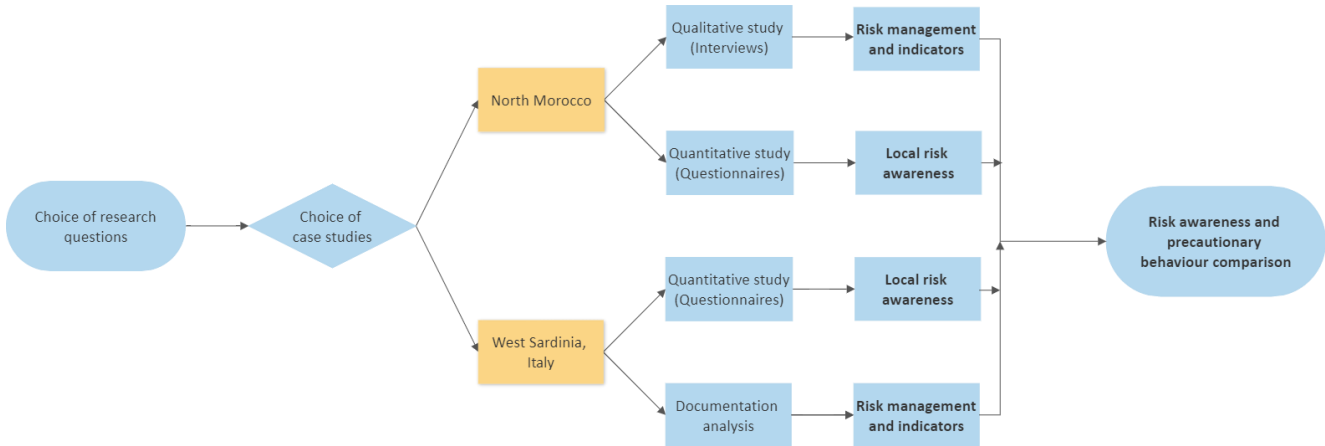 Choice of research
questions
Choice of
case studies
North Morocco
West Sardinia,
Italy
Qualitative study
(Interviews)
Risk management
and indicators
Quantitative study
(Questionnaires)
Local risk
awareness
Quantitative study
(Questionnaires)
Local risk
awareness
Documentation
analysis
Risk management
and indicators
Risk awareness and
precautionary
behaviour comparison